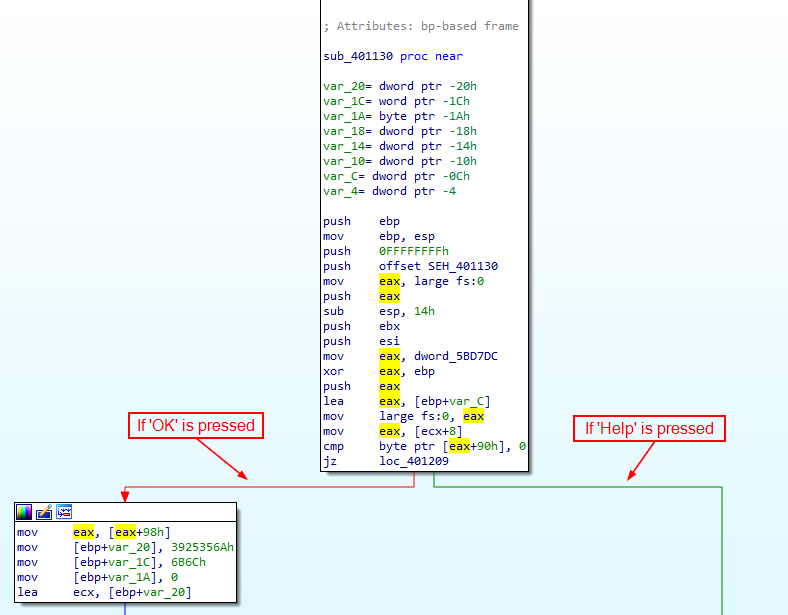 ; Attributes: bp-based frame
sub_401130 proc near
var_20= dword ptr -20h
var_1C= word ptr -1Ch
var_1A= byte ptr -1Ah
var_18= dword ptr -18h
var_14= dword ptr -14h
var_10= dword ptr -10h
var_C= dword ptr -0Ch
var_4= dword ptr -4
push ebp
mov ebp, esp
push 0FFFFFFFFh
push offset SEH_401130
mov eax, large fs:0
push eax
sub esp, 14h
push ebx
push esi
mov eax, dword_5BD7DC
xor eax, ebp
push eax
lea eax, [ebp+var_C]
mov large fs:0, eax
mov eax, [ecx+8]
cmp byte ptr [eax+90h], 0
jz loc_401209
If 'OK' is pressed
If 'Help' is pressed
mov eax, [eax+98h]
mov [ebp+var_20], 3925356Ah
mov [ebp+var_1C], 6B6Ch
mov [ebp+var_1A], 0
lea ecx, [ebp+var_20]